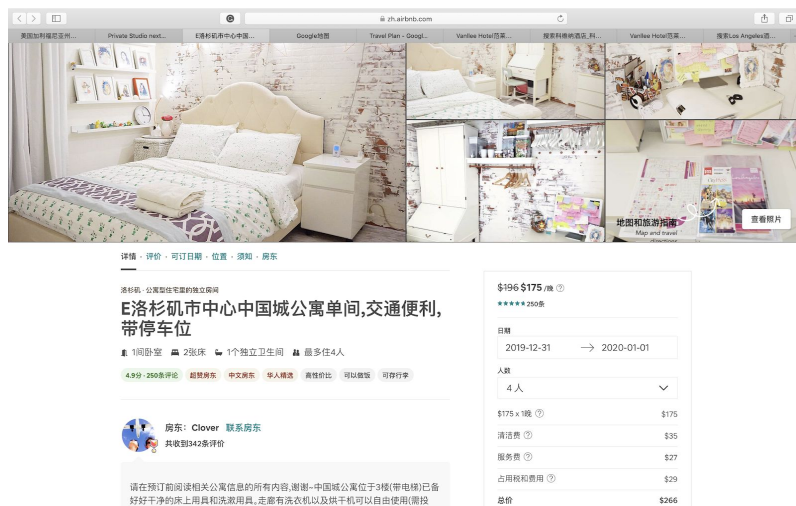 zh.airbnb.com
美国加利福尼亚州...
Private Studio next...
E洛杉矶市中心中国...
Google地图
Travel Plan - Googl...
Vanllee Hotel范莱...
搜索科维纳酒店_科...
Vanllee Hotel范莱...
搜索Los Angeles酒...
地图和旅游指南
Map and travel
directions
查看照片
详情 · 评价 · 可订日期 · 位置 · 须知 · 房东
洛杉矶 · 公寓型住宅里的独立房间
E洛杉矶市中心中国城公寓单间,交通便利,
带停车位
1间卧室 2张床 1个独立卫生间 最多住4人
4.9分 · 250条评论 超赞房东 中文房东 华人精选 高性价比 可以做饭 可存行李
房东: Clover 联系房东
共收到342条评价
请在预订前阅读相关公寓信息的所有内容,谢谢~中国城公寓位于3楼(带电梯)已备
好好干净的床上用具和洗漱用具。走廊有洗衣机以及烘干机可以自由使用(需投
$196 $175 /晚
250条
日期
2019-12-31 → 2020-01-01
人数
4 人
$175 x 1晚 $175
清洁费 $35
服务费 $27
占用税和费用 $29
总价 $266